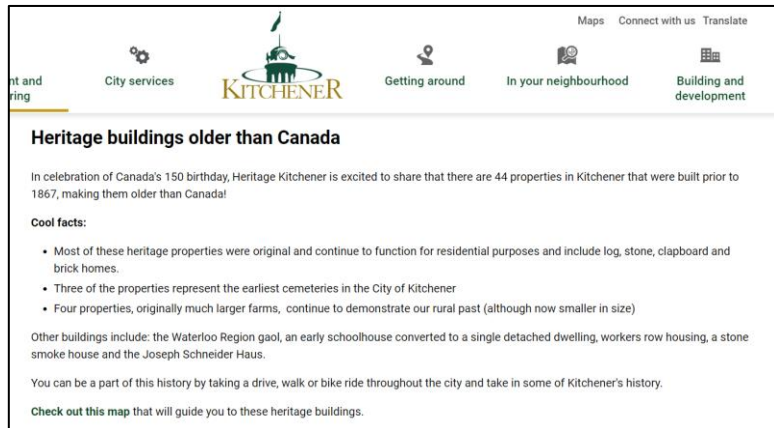 Maps Connect with us Translate
nt and
ring
City services
KITCHENER
Getting around
In your neighbourhood
Building and
development
Heritage buildings older than Canada
In celebration of Canada's 150 birthday, Heritage Kitchener is excited to share that there are 44 properties in Kitchener that were built prior to
1867, making them older than Canada!
Cool facts:
• Most of these heritage properties were original and continue to function for residential purposes and include log, stone, clapboard and
brick homes.
• Three of the properties represent the earliest cemeteries in the City of Kitchener
• Four properties, originally much larger farms, continue to demonstrate our rural past (although now smaller in size)
Other buildings include: the Waterloo Region gaol, an early schoolhouse converted to a single detached dwelling, workers row housing, a stone
smoke house and the Joseph Schneider Haus.
You can be a part of this history by taking a drive, walk or bike ride throughout the city and take in some of Kitchener's history.
Check out this map that will guide you to these heritage buildings.